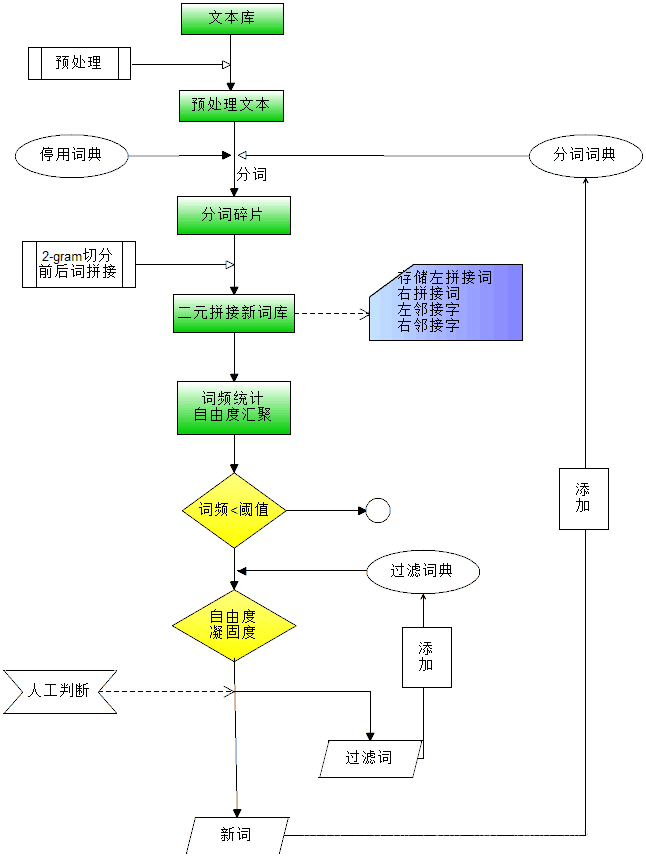 文本库
预处理
预处理文本
停用词典
分词词典
分词
分词碎片
2-gram切分
前后词拼接
存储左拼接词
右拼接词
左邻接字
右邻接字
二元拼接新词库
词频统计
自由度汇聚
词频<阈值
添
加
过滤词典
自由度
凝固度
添
加
人工判断
过滤词
新词